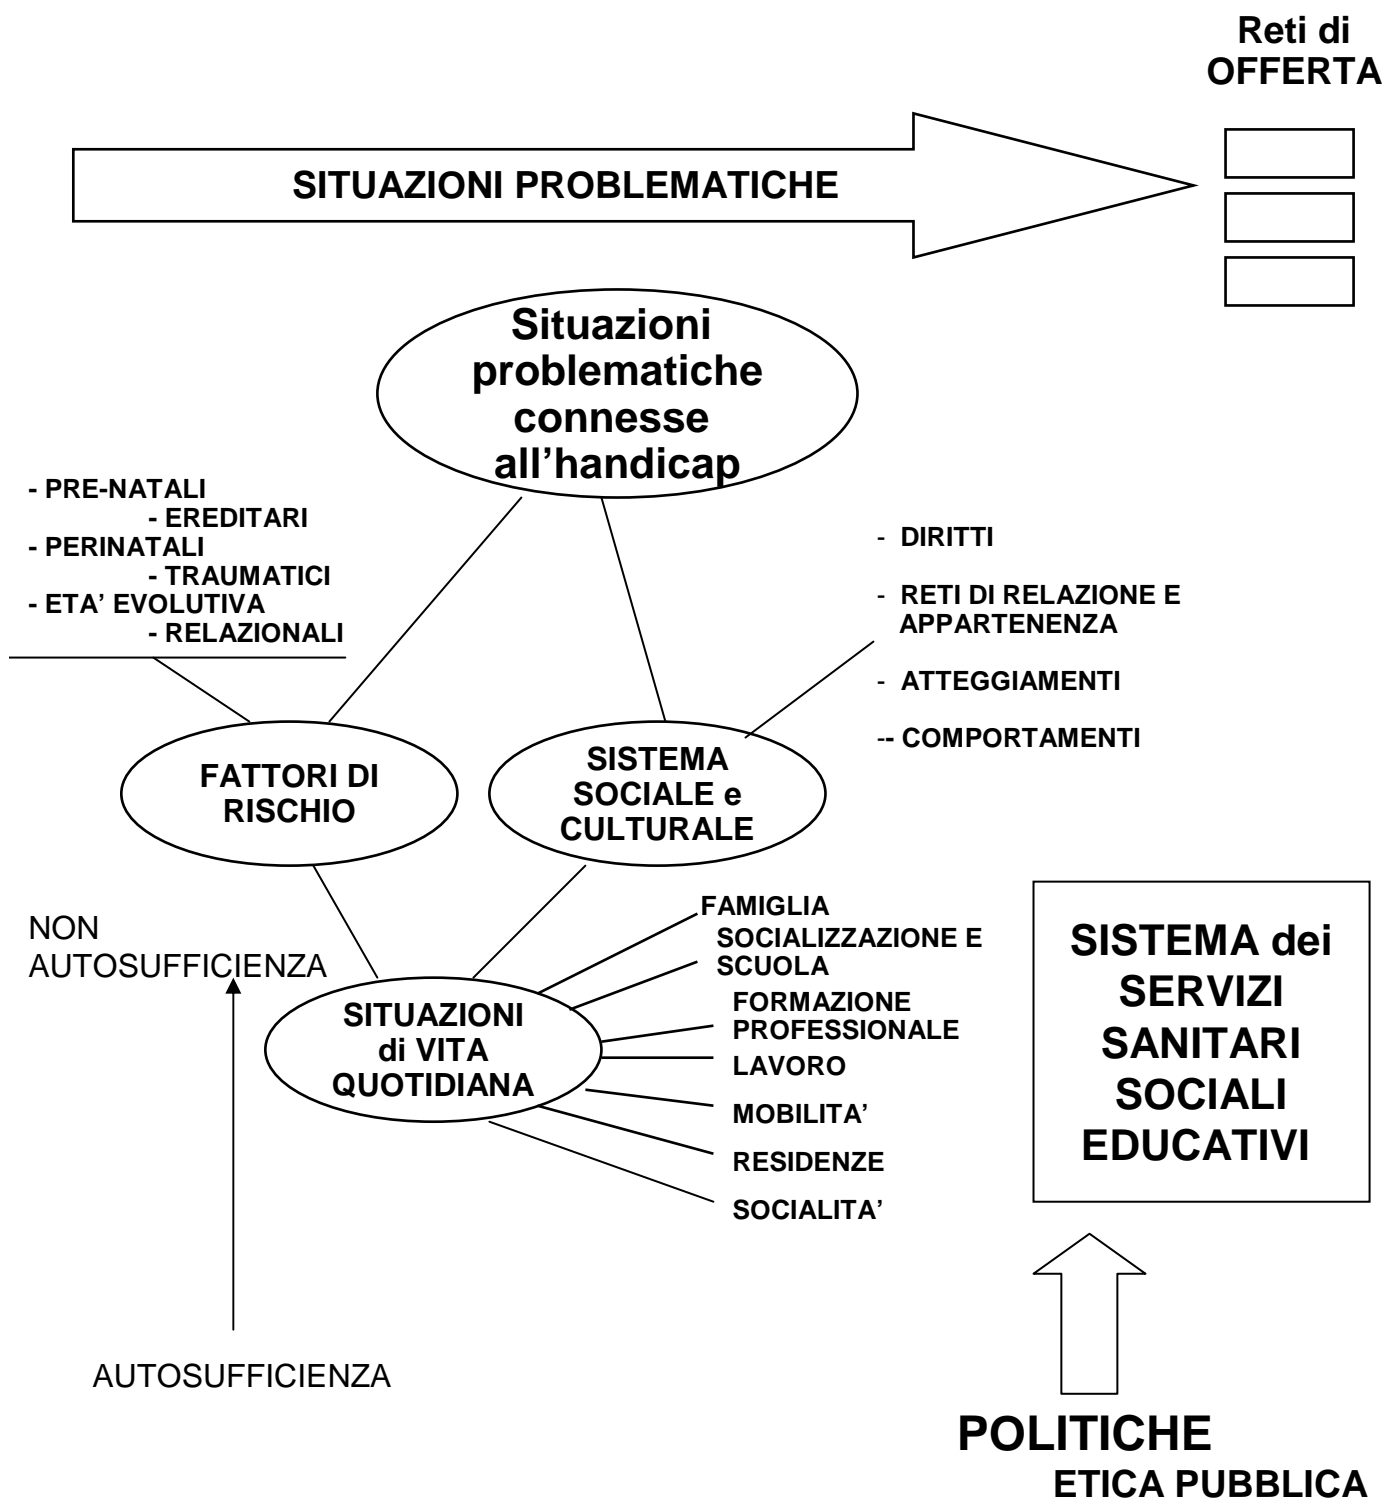 Reti di
OFFERTA
SITUAZIONI PROBLEMATICHE
Situazioni
problematiche
connesse
all’handicap
- PRE-NATALI
- EREDITARI
- PERINATALI
- TRAUMATICI
- ETA’ EVOLUTIVA
- RELAZIONALI
- DIRITTI
- RETI DI RELAZIONE E
APPARTENENZA
- ATTEGGIAMENTI
-- COMPORTAMENTI
FATTORI DI
RISCHIO
SISTEMA
SOCIALE e
CULTURALE
NON
AUTOSUFFICIENZA
SITUAZIONI
di VITA
QUOTIDIANA
FAMIGLIA
SOCIALIZZAZIONE E
SCUOLA
FORMAZIONE
PROFESSIONALE
LAVORO
MOBILITA’
RESIDENZE
SOCIALITA’
SISTEMA dei
SERVIZI
SANITARI
SOCIALI
EDUCATIVI
AUTOSUFFICIENZA
POLITICHE
ETICA PUBBLICA